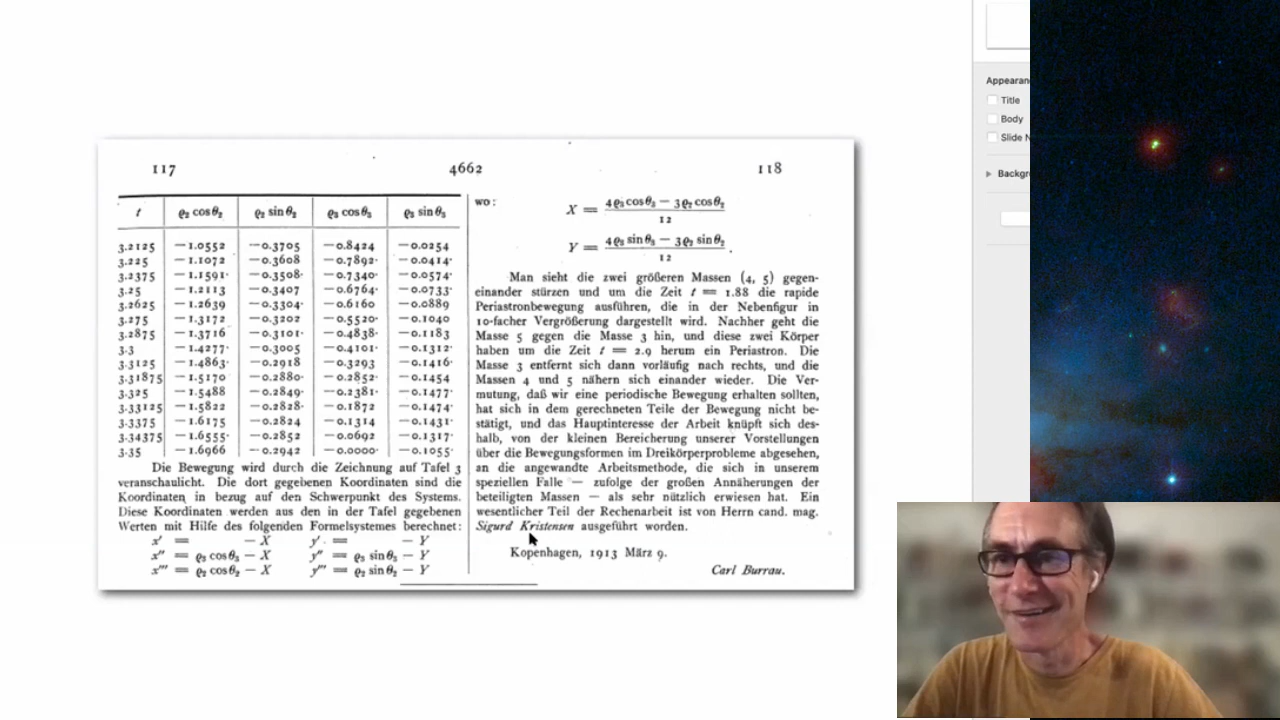 117
4662
118
t ϱ₂ cos θ₂ ϱ₂ sin θ₂ ϱ₃ cos θ₃ ϱ₃ sin θ₃
3.2125 −1.0552 −0.3705 −0.8424 −0.0254
3.225 −1.1072 −0.3608 −0.7892· −0.0414·
3.2375 −1.1591· −0.3508· −0.7340· −0.0574·
3.25 −1.2113 −0.3407 −0.6764· −0.0733·
3.2625 −1.2639 −0.3304· −0.6160 −0.0889
3.275 −1.3172 −0.3202 −0.5520· −0.1040
3.2875 −1.3716· −0.3101· −0.4838· −0.1183
3.3 −1.4277· −0.3005 −0.4101· −0.1312·
3.3125 −1.4863· −0.2918 −0.3293 −0.1416·
3.31875 −1.5170 −0.2880· −0.2852· −0.1454
3.325 −1.5488 −0.2849· −0.2381· −0.1477·
3.33125 −1.5822 −0.2828· −0.1872 −0.1474·
3.3375 −1.6175 −0.2824 −0.1314 −0.1431·
3.34375 −1.6555· −0.2852 −0.0692 −0.1317·
3.35 −1.6966 −0.2942 −0.0000· −0.1055·
Die Bewegung wird durch die Zeichnung auf Tafel 3
veranschaulicht. Die dort gegebenen Koordinaten sind die
Koordinaten in bezug auf den Schwerpunkt des Systems.
Diese Koordinaten werden aus den in der Tafel gegebenen
Werten mit Hilfe des folgenden Formelsystemes berechnet:
x′ = − X y′ = − Y
x″ = ϱ₃ cos θ₃ − X y″ = ϱ₃ sin θ₃ − Y
x‴ = ϱ₂ cos θ₂ − X y‴ = ϱ₂ sin θ₂ − Y
wo:
X = (4ϱ₃ cos θ₃ − 3ϱ₂ cos θ₂) / 12
Y = (4ϱ₃ sin θ₃ − 3ϱ₂ sin θ₂) / 12 .
Man sieht die zwei größeren Massen (4, 5) gegen-
einander stürzen und um die Zeit t = 1.88 die rapide
Periastronbewegung ausführen, die in der Nebenfigur in
10-facher Vergrößerung dargestellt wird. Nachher geht die
Masse 5 gegen die Masse 3 hin, und diese zwei Körper
haben um die Zeit t = 2.9 herum ein Periastron. Die
Masse 3 entfernt sich dann vorläufig nach rechts, und die
Massen 4 und 5 nähern sich einander wieder. Die Ver-
mutung, daß wir eine periodische Bewegung erhalten sollten,
hat sich in dem gerechneten Teile der Bewegung nicht be-
stätigt, und das Hauptinteresse der Arbeit knüpft sich des-
halb, von der kleinen Bereicherung unserer Vorstellungen
über die Bewegungsformen im Dreikörperprobleme abgesehen,
an die angewandte Arbeitsmethode, die sich in unserem
speziellen Falle — zufolge der großen Annäherungen der
beteiligten Massen — als sehr nützlich erwiesen hat. Ein
wesentlicher Teil der Rechenarbeit ist von Herrn cand. mag.
Sigurd Kristensen ausgeführt worden.
Kopenhagen, 1913 März 9.
Carl Burrau.
Appearan
Title
Body
Slide N
Backgr